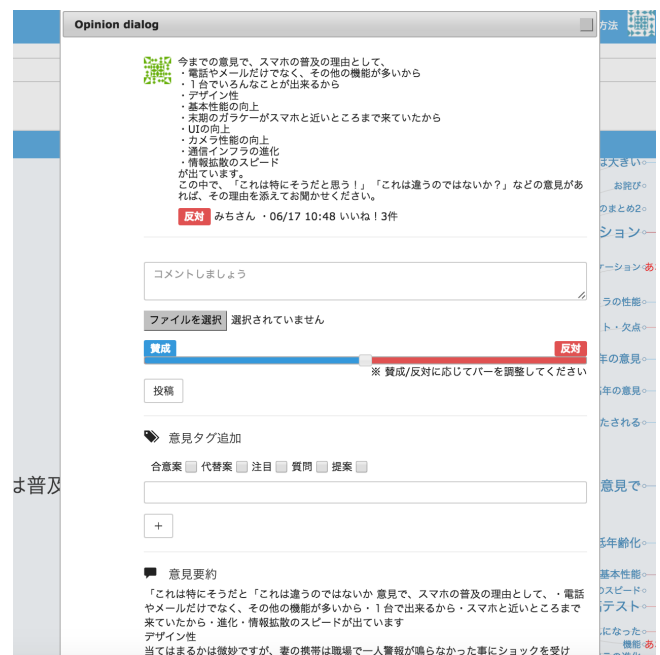 Opinion dialog
方法
今までの意見で、スマホの普及の理由として、
・電話やメールだけでなく、その他の機能が多いから
・１台でいろんなことが出来るから
・デザイン性
・基本性能の向上
・末期のガラケーがスマホと近いところまで来ていたから
・UIの向上
・カメラ性能の向上
・通信インフラの進化
・情報拡散のスピード
が出ています。
この中で、「これは特にそうだと思う！」「これは違うのではないか？」などの意見があ
れば、その理由を添えてお聞かせください。
反対 みちさん ・06/17 10:48 いいね！3件
コメントしましょう
ファイルを選択 選択されていません
賛成
反対
※ 賛成/反対に応じてバーを調整してください
投稿
意見タグ追加
合意案 代替案 注目 質問 提案
+
意見要約
「これは特にそうだと「これは違うのではないか 意見で、スマホの普及の理由として、・電話
やメールだけでなく、その他の機能が多いから・１台で出来るから・スマホと近いところまで
来ていたから・進化・情報拡散のスピードが出ています
デザイン性
当てはまるかは微妙ですが、妻の携帯は職場で一人警報が鳴らなかった事にショックを受け
は普及
は大きい
お詫び
のまとめ2
ション
ケーション あ
ラの性能
ト・欠点
年の意見
年の意見
たされる
意見で
低年齢化
基本性能
のスピード
テスト
になった
機能 あ